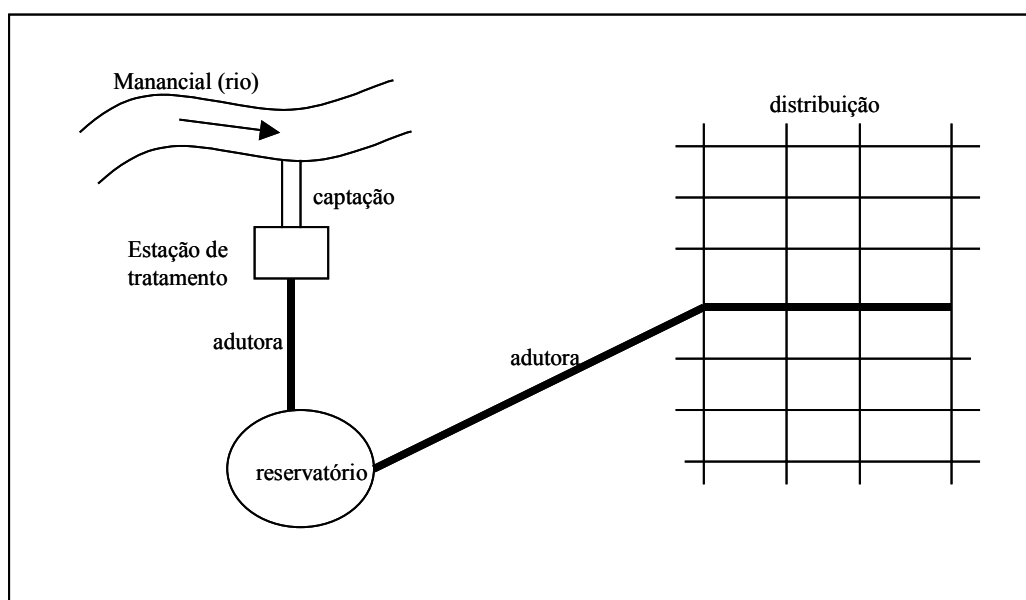 Manancial (rio)
distribuição
captação
Estação de
tratamento
adutora
adutora
reservatório